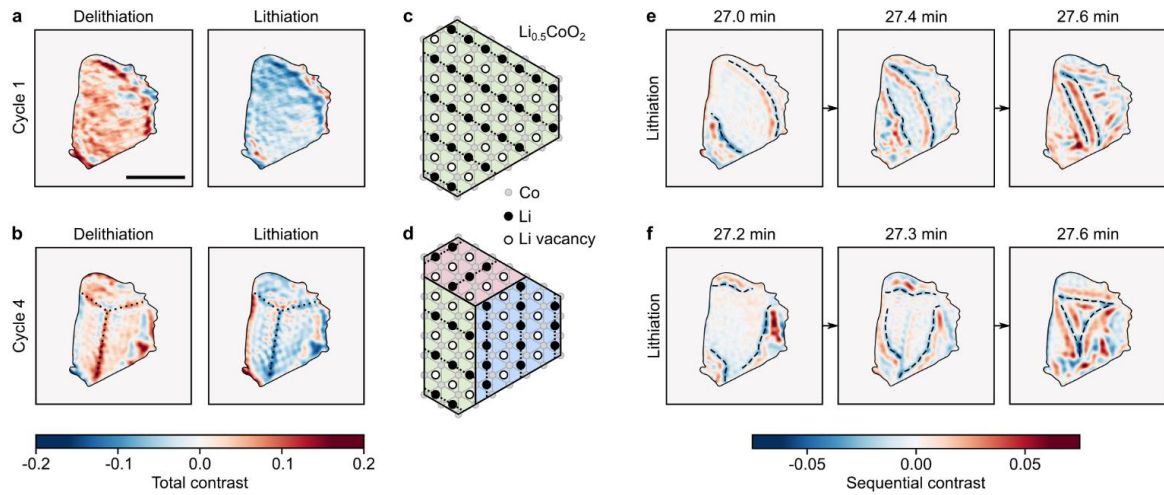 a
Delithiation
Lithiation
Cycle 1
c
Li0.5CoO2
Co
Li
Li vacancy
b
Delithiation
Lithiation
Cycle 4
d
-0.2
-0.1
0.0
0.1
0.2
Total contrast
e
27.0 min
27.4 min
27.6 min
Lithiation
f
27.2 min
27.3 min
27.6 min
Lithiation
-0.05
0.00
0.05
Sequential contrast